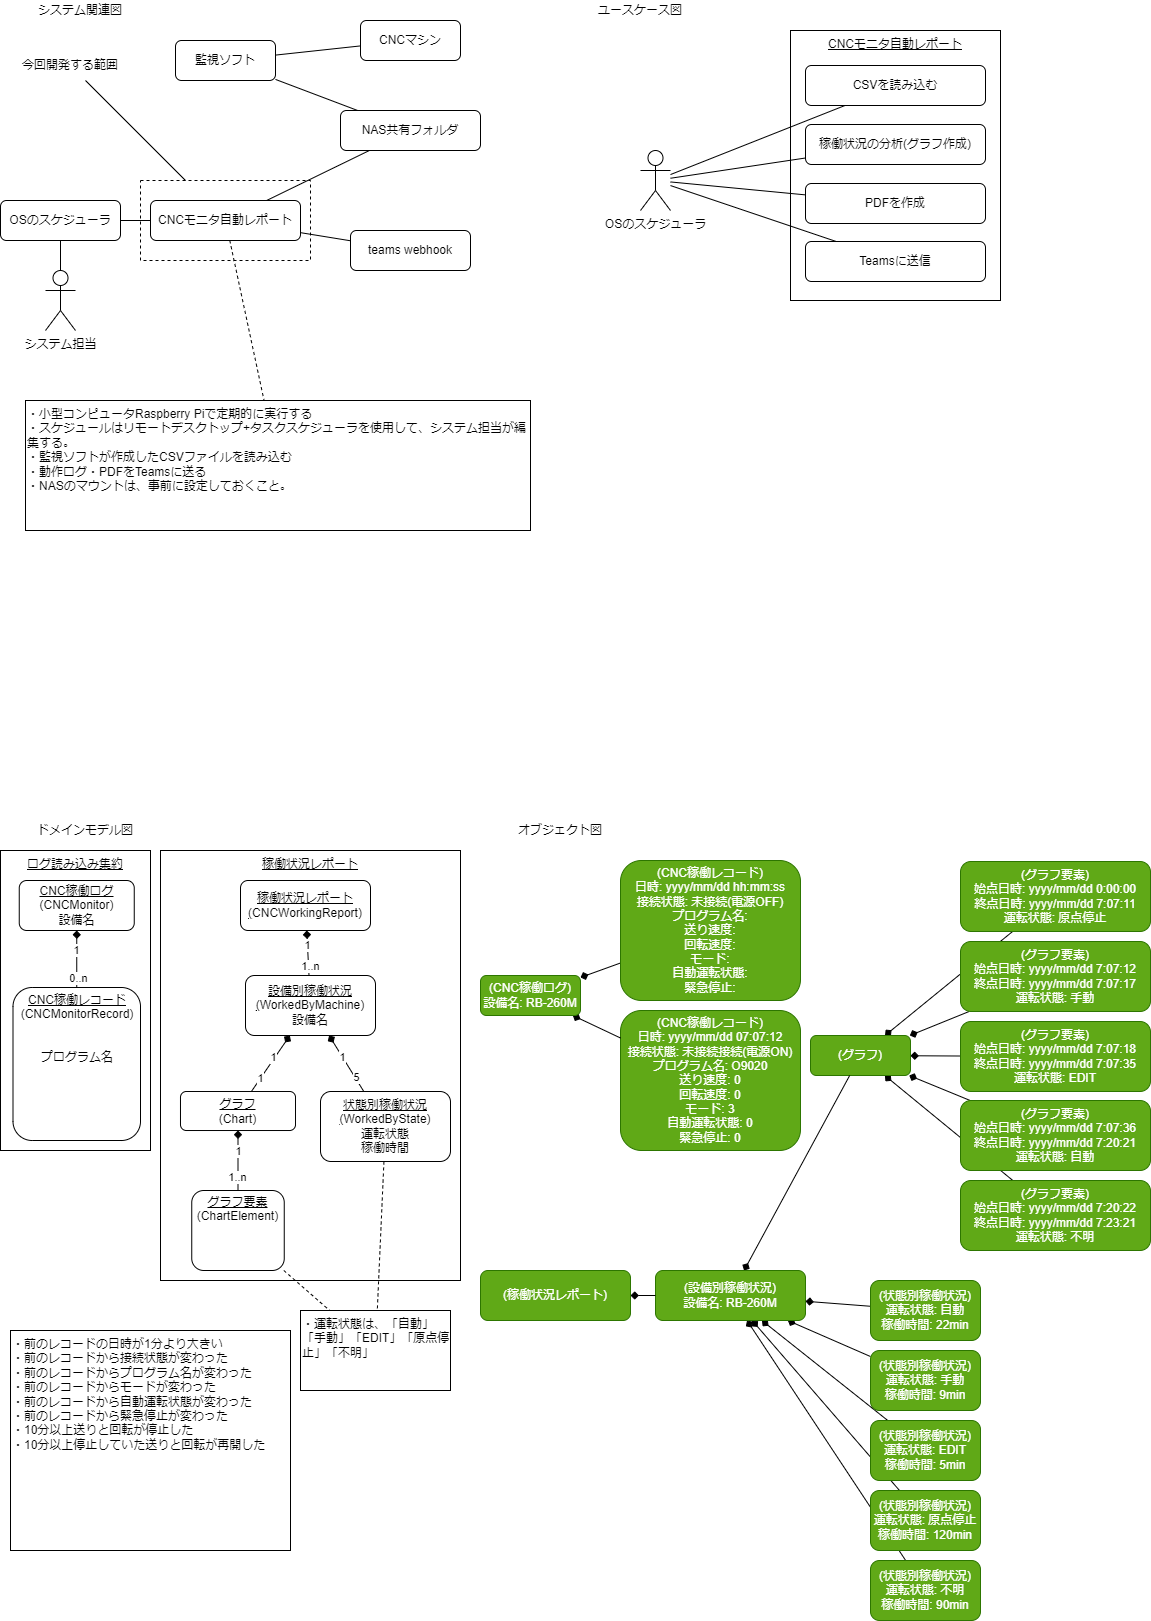 システム関連図
今回開発する範囲
監視ソフト
CNCマシン
NAS共有フォルダ
OSのスケジューラ
CNCモニタ自動レポート
teams webhook
システム担当
・小型コンピュータRaspberry Piで定期的に実行する
・スケジュールはリモートデスクトップ+タスクスケジューラを使用して、システム担当が編
集する。
・監視ソフトが作成したCSVファイルを読み込む
・動作ログ・PDFをTeamsに送る
・NASのマウントは、事前に設定しておくこと。
ユースケース図
CNCモニタ自動レポート
CSVを読み込む
稼働状況の分析(グラフ作成)
PDFを作成
Teamsに送信
OSのスケジューラ
ドメインモデル図
ログ読み込み集約
CNC稼働ログ
(CNCMonitor)
設備名
1
0..n
CNC稼働レコード
(CNCMonitorRecord)
プログラム名
稼働状況レポート
稼働状況レポート
(CNCWorkingReport)
1
1..n
設備別稼働状況
(WorkedByMachine)
設備名
1
1
1
5
グラフ
(Chart)
状態別稼働状況
(WorkedByState)
運転状態
稼働時間
1
1..n
グラフ要素
(ChartElement)
・運転状態は、「自動」
「手動」「EDIT」「原点停
止」「不明」
・前のレコードの日時が1分より大きい
・前のレコードから接続状態が変わった
・前のレコードからプログラム名が変わった
・前のレコードからモードが変わった
・前のレコードから自動運転状態が変わった
・前のレコードから緊急停止が変わった
・10分以上送りと回転が停止した
・10分以上停止していた送りと回転が再開した
オブジェクト図
(CNC稼働ログ)
設備名: RB-260M
(CNC稼働レコード)
日時: yyyy/mm/dd hh:mm:ss
接続状態: 未接続(電源OFF)
プログラム名:
送り速度:
回転速度:
モード:
自動運転状態:
緊急停止:
(CNC稼働レコード)
日時: yyyy/mm/dd 07:07:12
接続状態: 未接続接続(電源ON)
プログラム名: O9020
送り速度: 0
回転速度: 0
モード: 3
自動運転状態: 0
緊急停止: 0
(グラフ)
(グラフ要素)
始点日時: yyyy/mm/dd 0:00:00
終点日時: yyyy/mm/dd 7:07:11
運転状態: 原点停止
(グラフ要素)
始点日時: yyyy/mm/dd 7:07:12
終点日時: yyyy/mm/dd 7:07:17
運転状態: 手動
(グラフ要素)
始点日時: yyyy/mm/dd 7:07:18
終点日時: yyyy/mm/dd 7:07:35
運転状態: EDIT
(グラフ要素)
始点日時: yyyy/mm/dd 7:07:36
終点日時: yyyy/mm/dd 7:20:21
運転状態: 自動
(グラフ要素)
始点日時: yyyy/mm/dd 7:20:22
終点日時: yyyy/mm/dd 7:23:21
運転状態: 不明
(稼働状況レポート)
(設備別稼働状況)
設備名: RB-260M
(状態別稼働状況)
運転状態: 自動
稼働時間: 22min
(状態別稼働状況)
運転状態: 手動
稼働時間: 9min
(状態別稼働状況)
運転状態: EDIT
稼働時間: 5min
(状態別稼働状況)
運転状態: 原点停止
稼働時間: 120min
(状態別稼働状況)
運転状態: 不明
稼働時間: 90min